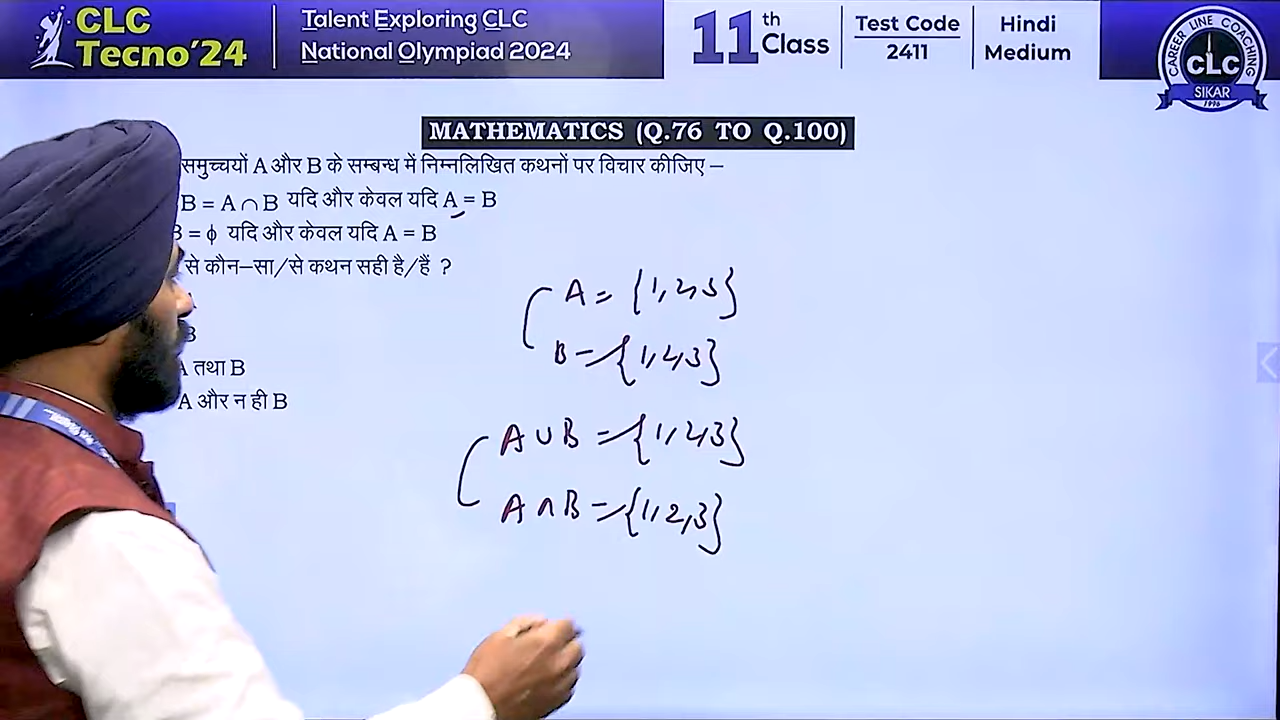 CLC
Tecno'24
Talent Exploring CLC
National Olympiad 2024
11th Class
Test Code
2411
Hindi
Medium
CAREER LINE COACHING
CLC
SIKAR
1996
MATHEMATICS (Q.76 TO Q.100)
समुच्चयों A और B के सम्बन्ध में निम्नलिखित कथनों पर विचार कीजिए –
B = A ∩ B यदि और केवल यदि A = B
= ϕ यदि और केवल यदि A = B
से कौन–सा/से कथन सही है/हैं ?
B
A तथा B
A और न ही B
A = {1,2,3}
B = {1,2,3}
A ∪ B = {1,2,3}
A ∩ B = {1,2,3}